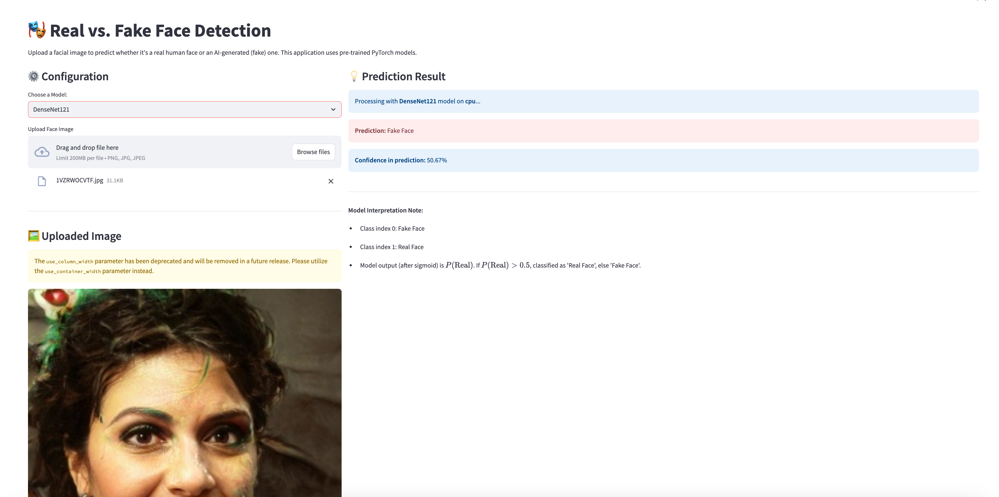 Real vs. Fake Face Detection
Upload a facial image to predict whether it's a real human face or an AI-generated (fake) one. This application uses pre-trained PyTorch models.
Configuration
Choose a Model:
DenseNet121
Upload Face Image
Drag and drop file here
Limit 200MB per file • PNG, JPG, JPEG
Browse files
1VZRWOCVTF.jpg 31.1KB
Uploaded Image
The use_column_width parameter has been deprecated and will be removed in a future release. Please utilize
the use_container_width parameter instead.
Prediction Result
Processing with DenseNet121 model on cpu...
Prediction: Fake Face
Confidence in prediction: 50.67%
Model Interpretation Note:
• Class index 0: Fake Face
• Class index 1: Real Face
• Model output (after sigmoid) is P(Real). If P(Real) > 0.5, classified as 'Real Face', else 'Fake Face'.